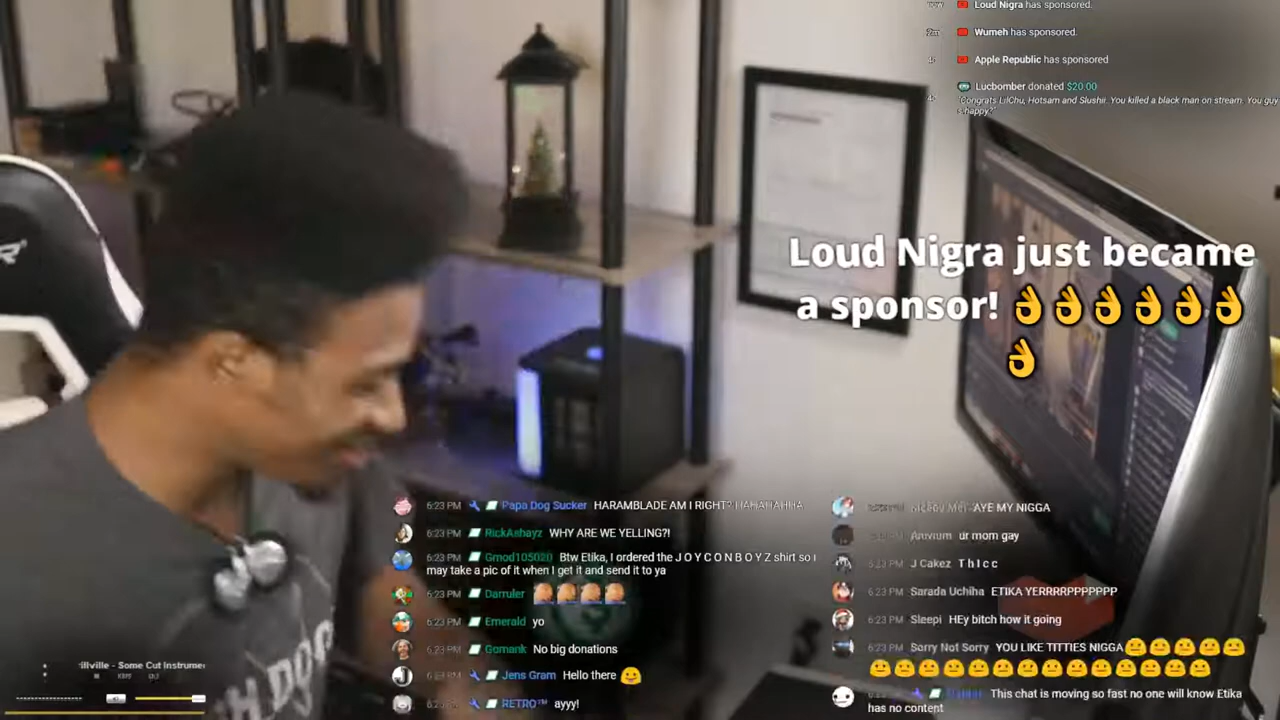 Loud Nigra has sponsored.
2m Wumeh has sponsored.
Apple Republic has sponsored
Lucbomber donated $20.00
"Congrats LilChu, Hotsam and Slushii. You killed a black man on stream. You guy
s happy?"
Loud Nigra just became
a sponsor! 👌👌👌👌👌👌
👌
6:23 PM Papa Dog Sucker HARAMBLADE AM I RIGHT? HAHAHAHHA
6:23 PM RickAshayz WHY ARE WE YELLING?!
6:23 PM Gmod105020 Btw Etika, I ordered the J O Y C O N B O Y Z shirt so i
may take a pic of it when I get it and send it to ya
6:23 PM Darruler
6:23 PM Emerald yo
6:23 PM Gomank No big donations
6:23 PM Jens Gram Hello there
RETRO™ ayyy!
AYE MY NIGGA
ur mom gay
6:23 PM J Cakez T h I c c
6:23 PM Sarada Uchiha ETIKA YERRRRPPPPPPP
6:23 PM Sleepi HEy bitch how it going
6:23 PM Sorry Not Sorry YOU LIKE TITTIES NIGGA
This chat is moving so fast no one will know Etika
has no content
illville - Some Cut Instrume